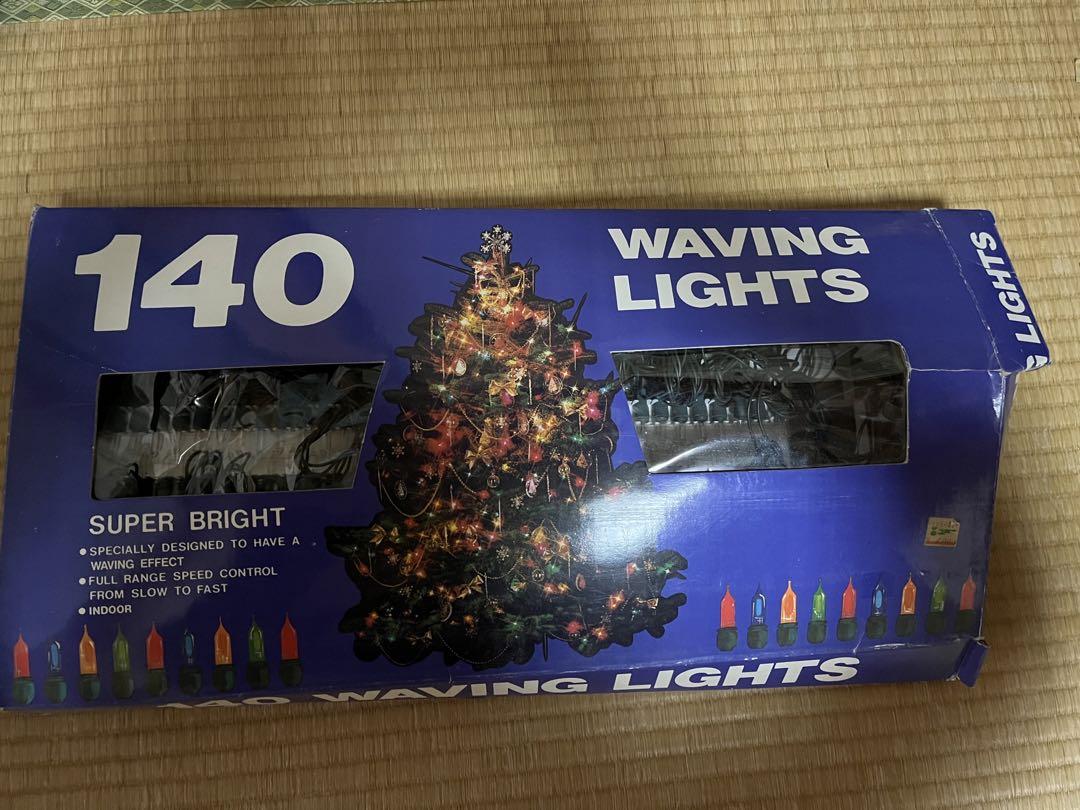 140
WAVING
LIGHTS
SUPER BRIGHT
● SPECIALLY DESIGNED TO HAVE A
WAVING EFFECT
● FULL RANGE SPEED CONTROL
FROM SLOW TO FAST
● INDOOR
140 WAVING LIGHTS
LIGHTS